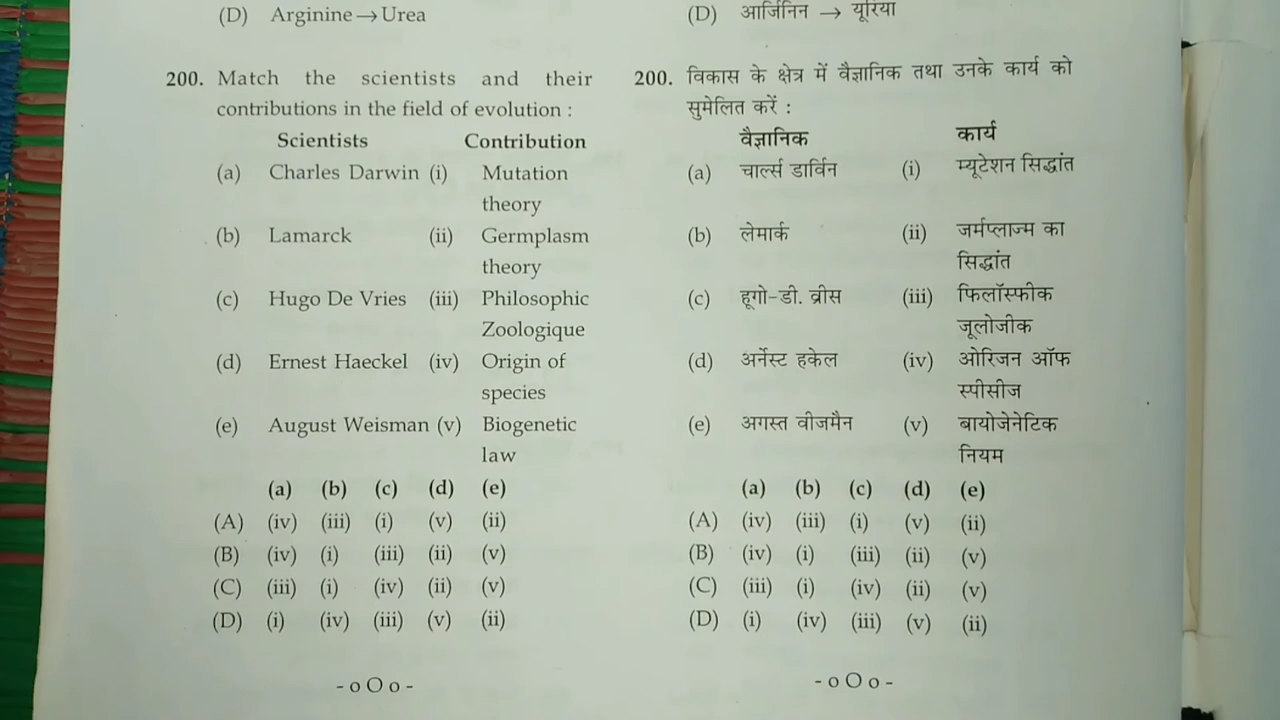 (D) Arginine → Urea
200. Match the scientists and their
contributions in the field of evolution :
Scientists Contribution
(a) Charles Darwin (i) Mutation
theory
(b) Lamarck (ii) Germplasm
theory
(c) Hugo De Vries (iii) Philosophic
Zoologique
(d) Ernest Haeckel (iv) Origin of
species
(e) August Weisman (v) Biogenetic
law
(a) (b) (c) (d) (e)
(A) (iv) (iii) (i) (v) (ii)
(B) (iv) (i) (iii) (ii) (v)
(C) (iii) (i) (iv) (ii) (v)
(D) (i) (iv) (iii) (v) (ii)
- o O o -
(D) आर्जिनिन → यूरिया
200. विकास के क्षेत्र में वैज्ञानिक तथा उनके कार्य को
सुमेलित करें :
वैज्ञानिक कार्य
(a) चार्ल्स डार्विन (i) म्यूटेशन सिद्धांत
(b) लेमार्क (ii) जर्मप्लाज्म का
सिद्धांत
(c) हूगो-डी. व्रीस (iii) फिलॉस्फीक
जूलोजीक
(d) अर्नेस्ट हकेल (iv) ओरिजन ऑफ
स्पीसीज
(e) अगस्त वीजमैन (v) बायोजेनेटिक
नियम
(a) (b) (c) (d) (e)
(A) (iv) (iii) (i) (v) (ii)
(B) (iv) (i) (iii) (ii) (v)
(C) (iii) (i) (iv) (ii) (v)
(D) (i) (iv) (iii) (v) (ii)
- o O o -